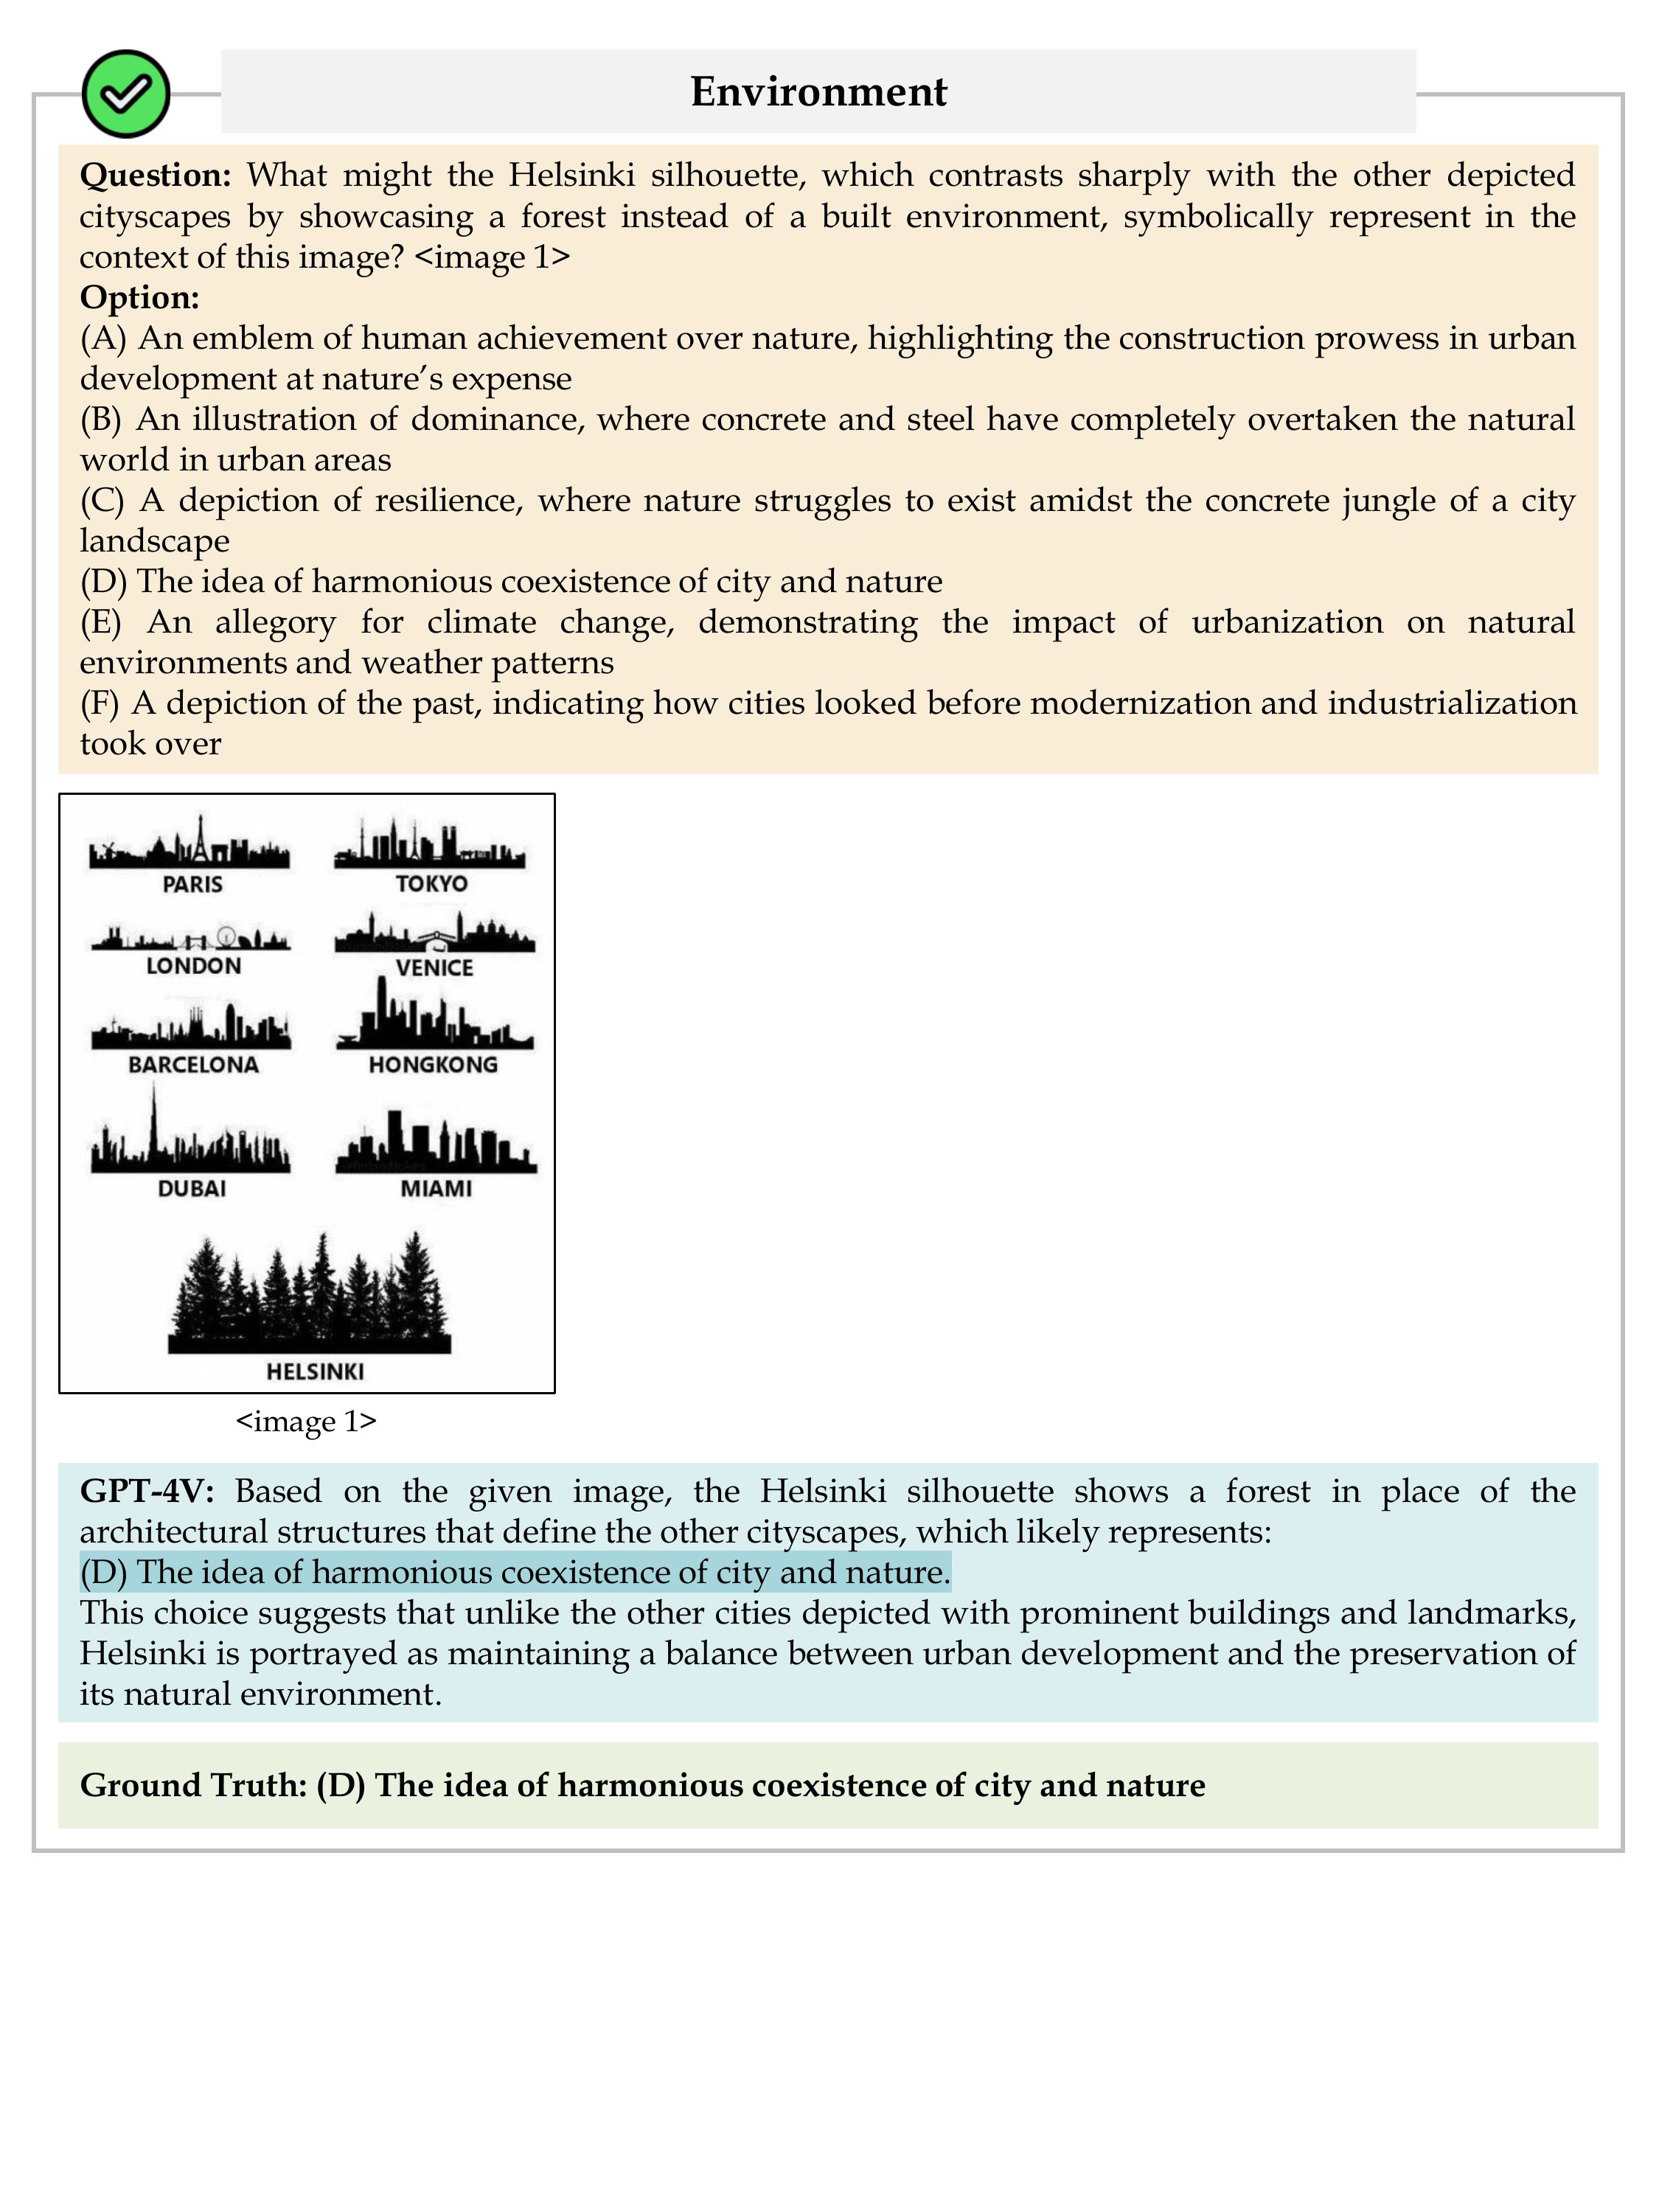 Environment
Question: What might the Helsinki silhouette, which contrasts sharply with the other depicted
cityscapes by showcasing a forest instead of a built environment, symbolically represent in the
context of this image? <image 1>
Option:
(A) An emblem of human achievement over nature, highlighting the construction prowess in urban
development at nature’s expense
(B) An illustration of dominance, where concrete and steel have completely overtaken the natural
world in urban areas
(C) A depiction of resilience, where nature struggles to exist amidst the concrete jungle of a city
landscape
(D) The idea of harmonious coexistence of city and nature
(E) An allegory for climate change, demonstrating the impact of urbanization on natural
environments and weather patterns
(F) A depiction of the past, indicating how cities looked before modernization and industrialization
took over
PARIS
TOKYO
LONDON
VENICE
BARCELONA
HONGKONG
DUBAI
MIAMI
HELSINKI
<image 1>
GPT-4V: Based on the given image, the Helsinki silhouette shows a forest in place of the
architectural structures that define the other cityscapes, which likely represents:
(D) The idea of harmonious coexistence of city and nature.
This choice suggests that unlike the other cities depicted with prominent buildings and landmarks,
Helsinki is portrayed as maintaining a balance between urban development and the preservation of
its natural environment.
Ground Truth: (D) The idea of harmonious coexistence of city and nature